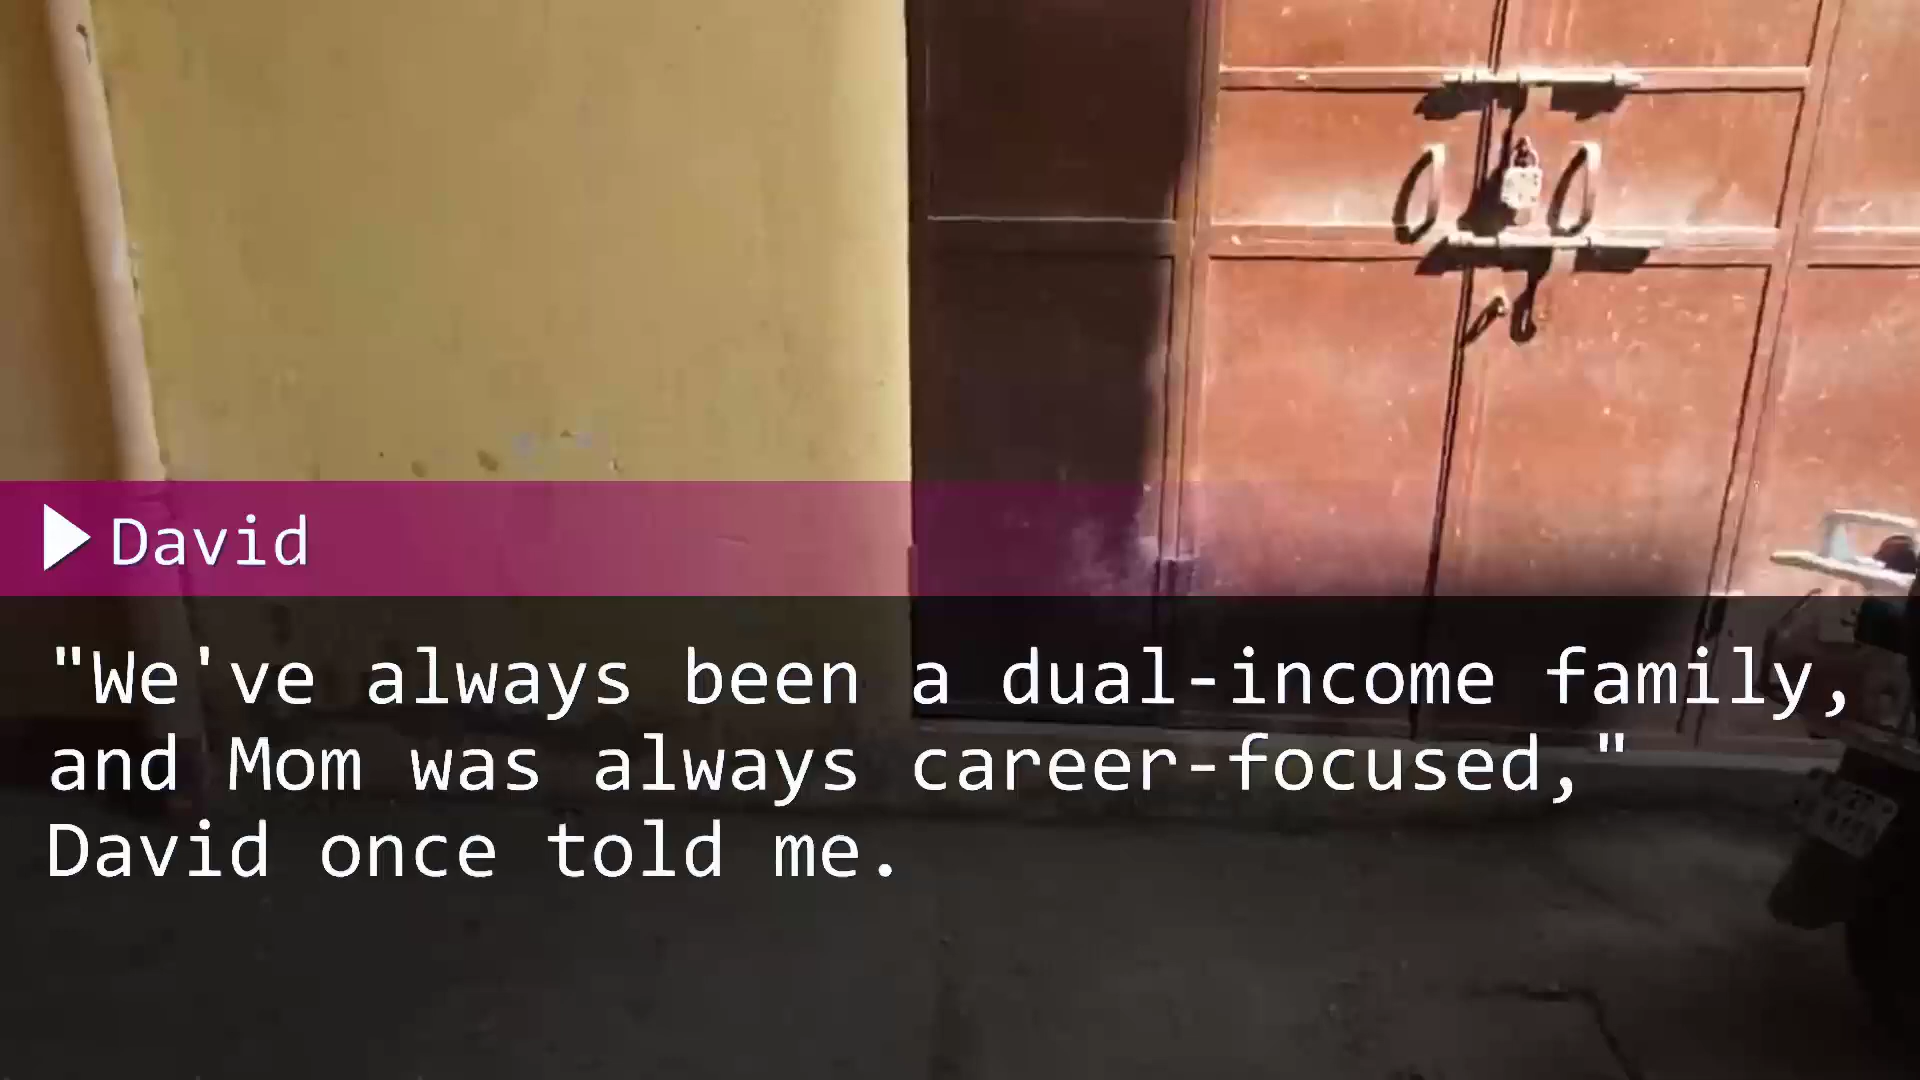 David
"We've always been a dual-income family,
and Mom was always career-focused,"
David once told me.